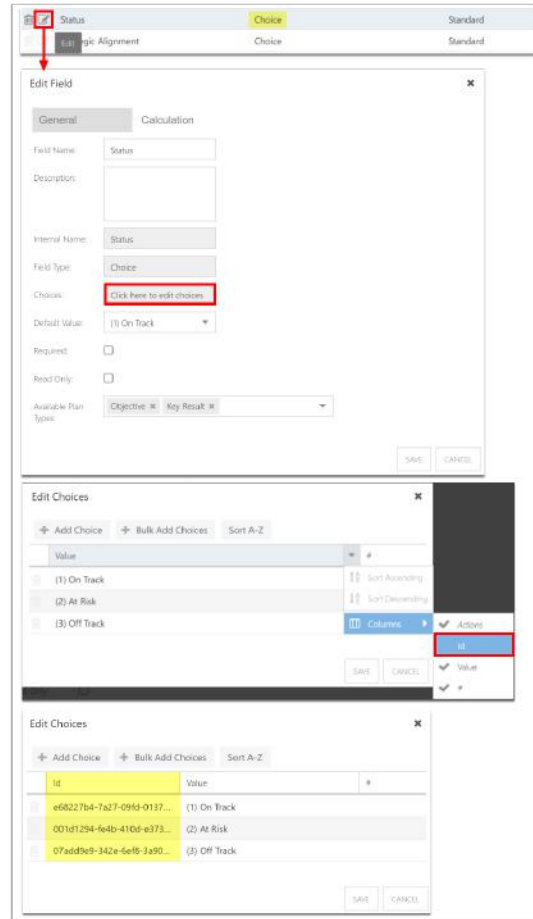 Status Choice Standard
Edit gic Alignment Choice Standard
Edit Field
General Calculation
Field Name: Status
Description:
Internal Name: Status
Field Type: Choice
Choices: Click here to edit choices
Default Value: (1) On Track
Required:
Read Only:
Available Plan
Types:
Objective Key Result
SAVE CANCEL
Edit Choices
+ Add Choice + Bulk Add Choices Sort A-Z
Value #
(1) On Track
(2) At Risk
(3) Off Track
Sort Ascending
Sort Descending
Columns
Actions
Id
Value
#
SAVE CANCEL
Edit Choices
+ Add Choice + Bulk Add Choices Sort A-Z
Id Value #
e68227b4-7a27-09fd-0137... (1) On Track
001d1294-fe4b-410d-e373... (2) At Risk
07add9e9-342e-6ef6-3a90... (3) Off Track
SAVE CANCEL